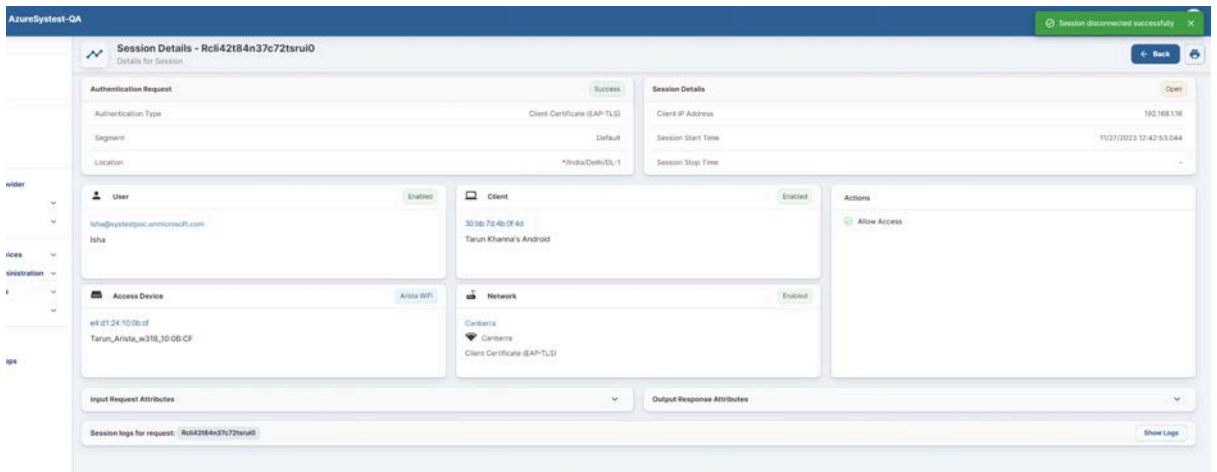 AzureSystest-QA
Session disconnected successfully
Session Details - Rcli42t84n37c72tsrui0
Details for Session
Back
Authentication Request
Success
Authentication Type
Client Certificate (EAP-TLS)
Segment
Default
Location
*/India/Delhi/DL-1
Session Details
Open
Client IP Address
192.168.1.16
Session Start Time
11/27/2023 12:42:53.044
Session Stop Time
-
ovider
vices
ministration
s
aps
User
Enabled
Isha@systestpoc.onmicrosoft.com
Isha
Client
Enabled
30:bb:7d:4b:0f:4d
Tarun Khanna's Android
Actions
Allow Access
Access Device
Arista WiFi
e4:d1:24:10:0b:cf
Tarun_Arista_w318_10:0B:CF
Network
Enabled
Canberra
Canberra
Client Certificate (EAP-TLS)
Input Request Attributes
Output Response Attributes
Session logs for request: Rcli42t84n37c72tsrui0
Show Logs